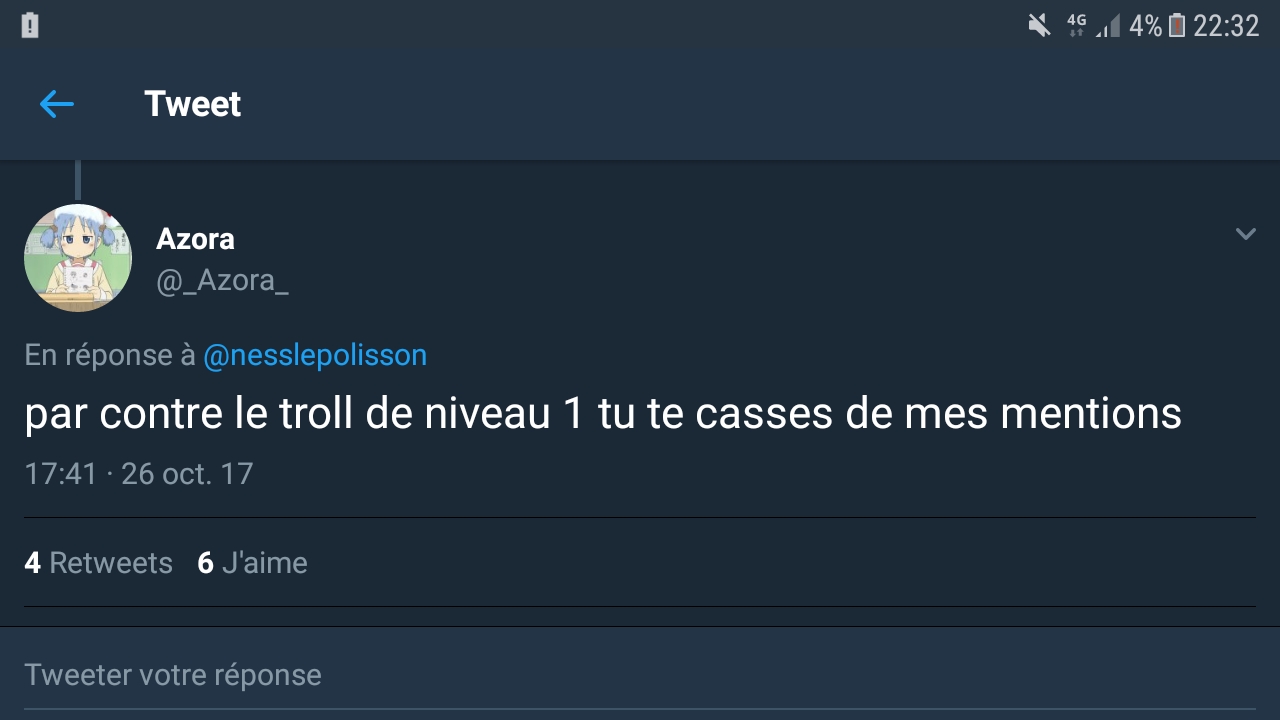 4G 4% 22:32
Tweet
Azora
@_Azora_
En réponse à @nesslepolisson
par contre le troll de niveau 1 tu te casses de mes mentions
17:41 · 26 oct. 17
4 Retweets 6 J'aime
Tweeter votre réponse